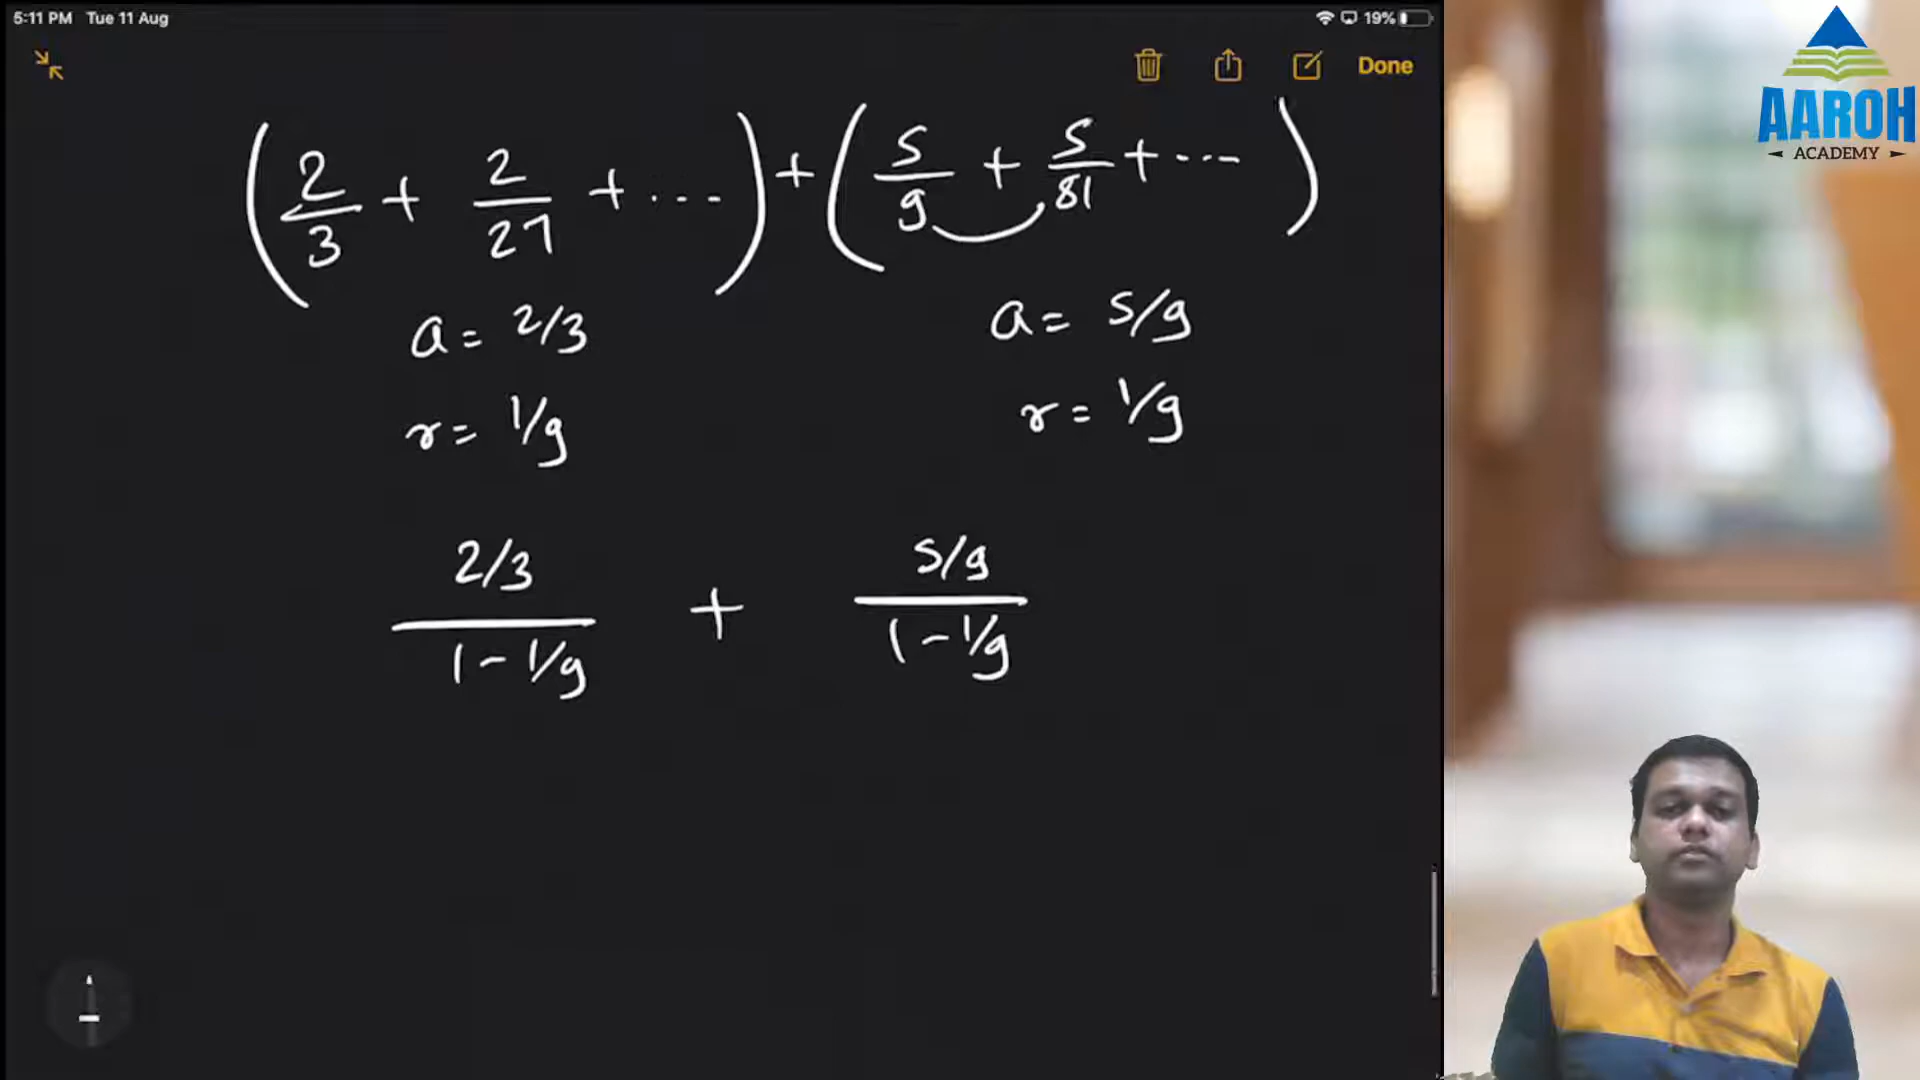 5:11 PM Tue 11 Aug
19%
Done
AAROH
ACADEMY
(2/3 + 2/27 + ...) + (5/9 + 5/81 + ...)
a = 2/3
a = 5/9
r = 1/9
r = 1/9
2/3 + 5/9
1 - 1/9
1 - 1/9